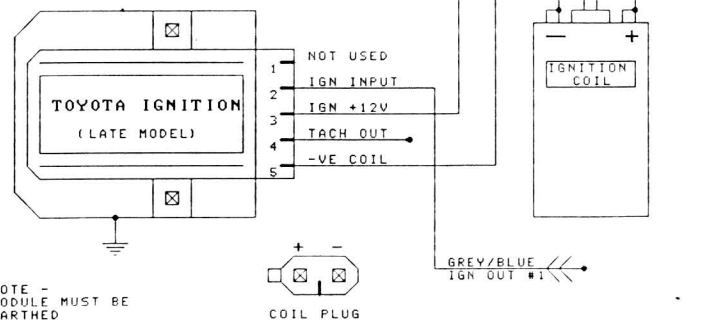 NOT USED
1
IGN INPUT
2
TOYOTA IGNITION
(LATE MODEL)
IGN +12V
3
TACH OUT
4
-VE COIL
5
- +
IGNITION
COIL
GREY/BLUE
IGN OUT #1
+ -
COIL PLUG
OTE -
ODULE MUST BE
ARTHED